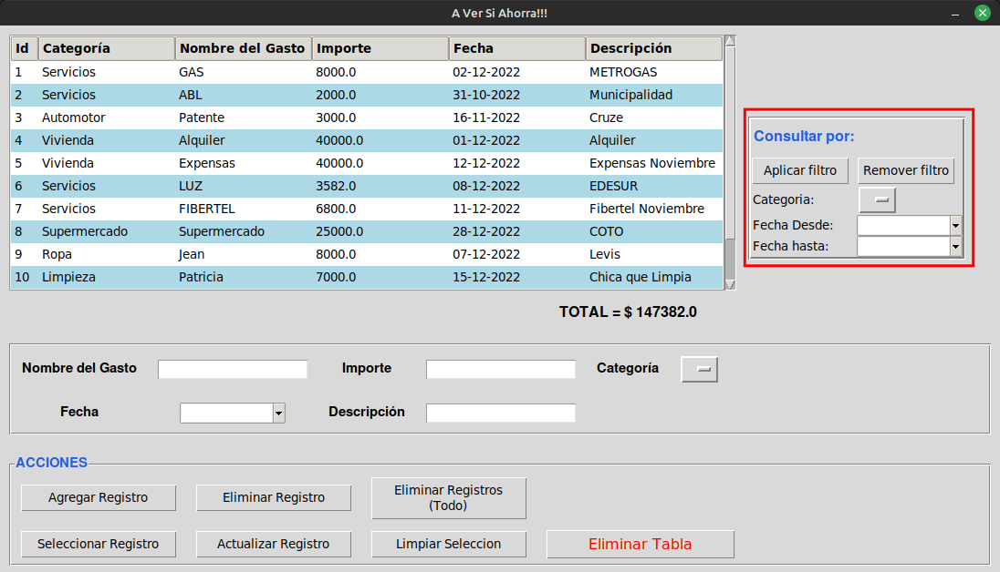 A Ver Si Ahorra!!!
Id Categoría Nombre del Gasto Importe Fecha Descripción
1 Servicios GAS 8000.0 02-12-2022 METROGAS
2 Servicios ABL 2000.0 31-10-2022 Municipalidad
3 Automotor Patente 3000.0 16-11-2022 Cruze
4 Vivienda Alquiler 40000.0 01-12-2022 Alquiler
5 Vivienda Expensas 40000.0 12-12-2022 Expensas Noviembre
6 Servicios LUZ 3582.0 08-12-2022 EDESUR
7 Servicios FIBERTEL 6800.0 11-12-2022 Fibertel Noviembre
8 Supermercado Supermercado 25000.0 28-12-2022 COTO
9 Ropa Jean 8000.0 07-12-2022 Levis
10 Limpieza Patricia 7000.0 15-12-2022 Chica que Limpia
TOTAL = $ 147382.0
Consultar por:
Aplicar filtro Remover filtro
Categoria:
Fecha Desde:
Fecha hasta:
Nombre del Gasto Importe Categoría
Fecha Descripción
ACCIONES
Agregar Registro Eliminar Registro Eliminar Registros
(Todo)
Seleccionar Registro Actualizar Registro Limpiar Seleccion Eliminar Tabla